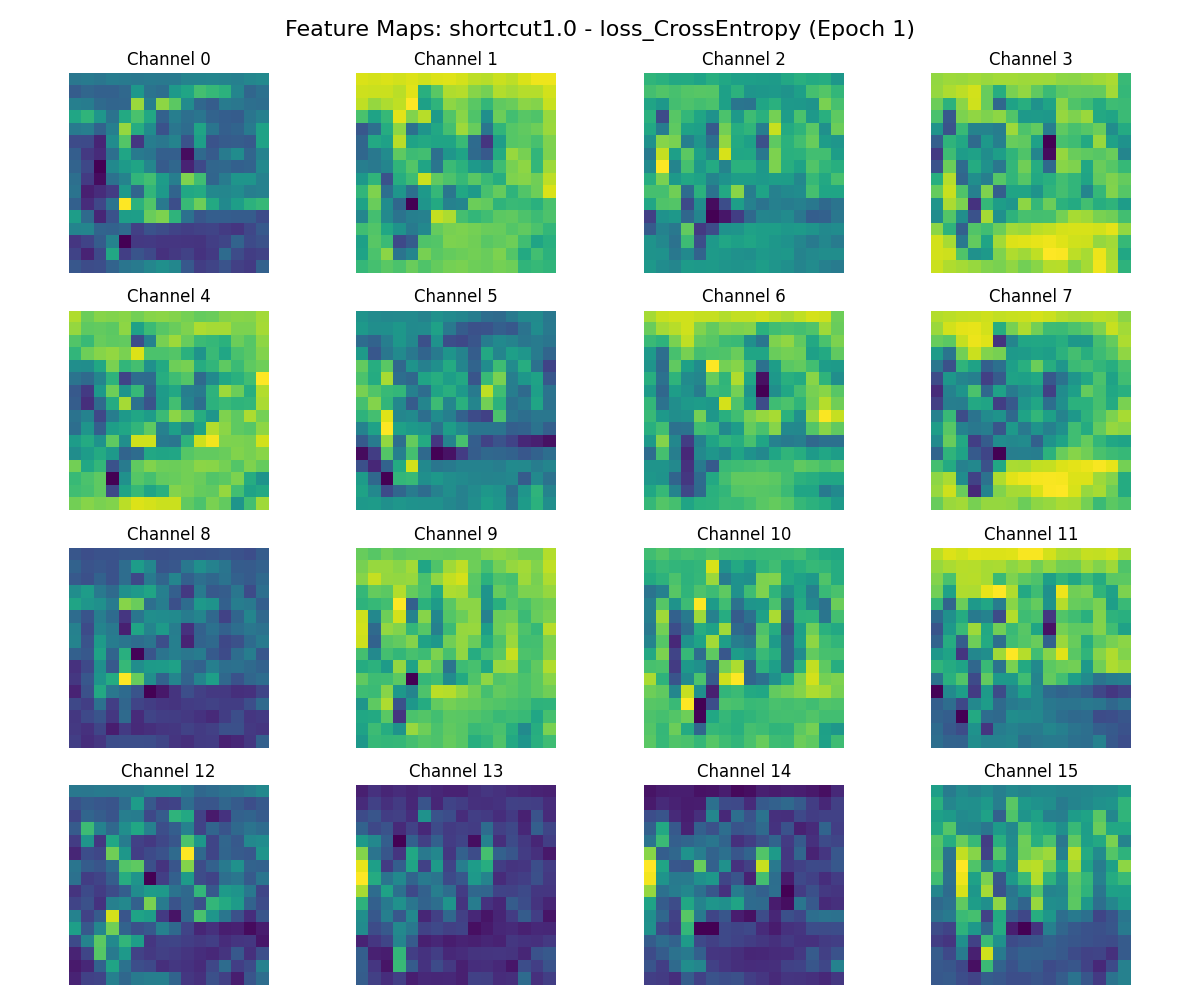 Feature Maps: shortcut1.0 - loss_CrossEntropy (Epoch 1)
Channel 0
Channel 1
Channel 2
Channel 3
Channel 4
Channel 5
Channel 6
Channel 7
Channel 8
Channel 9
Channel 10
Channel 11
Channel 12
Channel 13
Channel 14
Channel 15